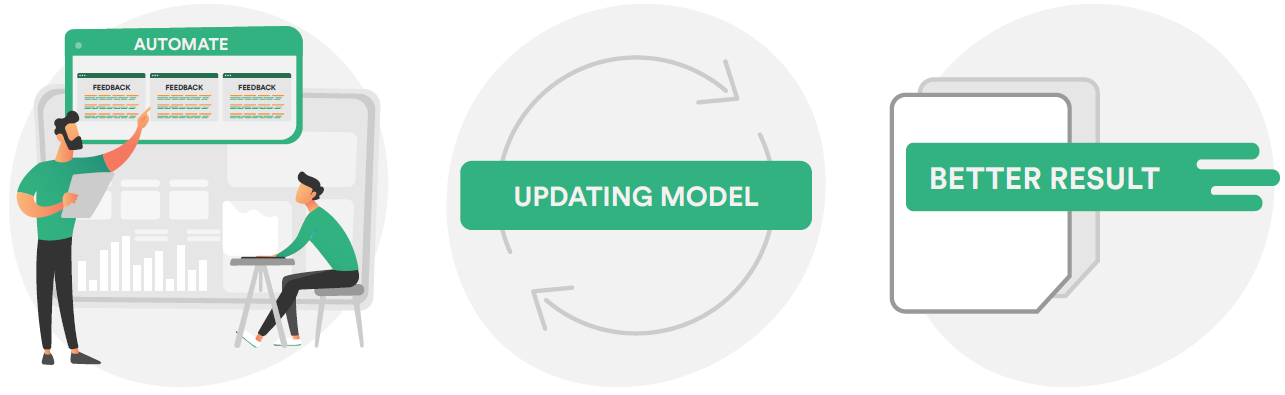 AUTOMATE
FEEDBACK FEEDBACK FEEDBACK
UPDATING MODEL
BETTER RESULT